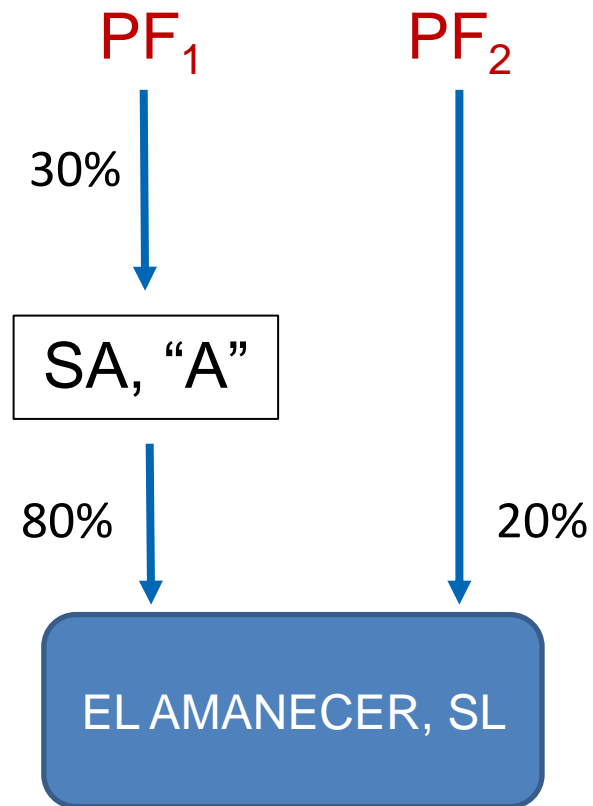 PF₁ PF₂
30%
SA, “A”
80% 20%
EL AMANECER, SL